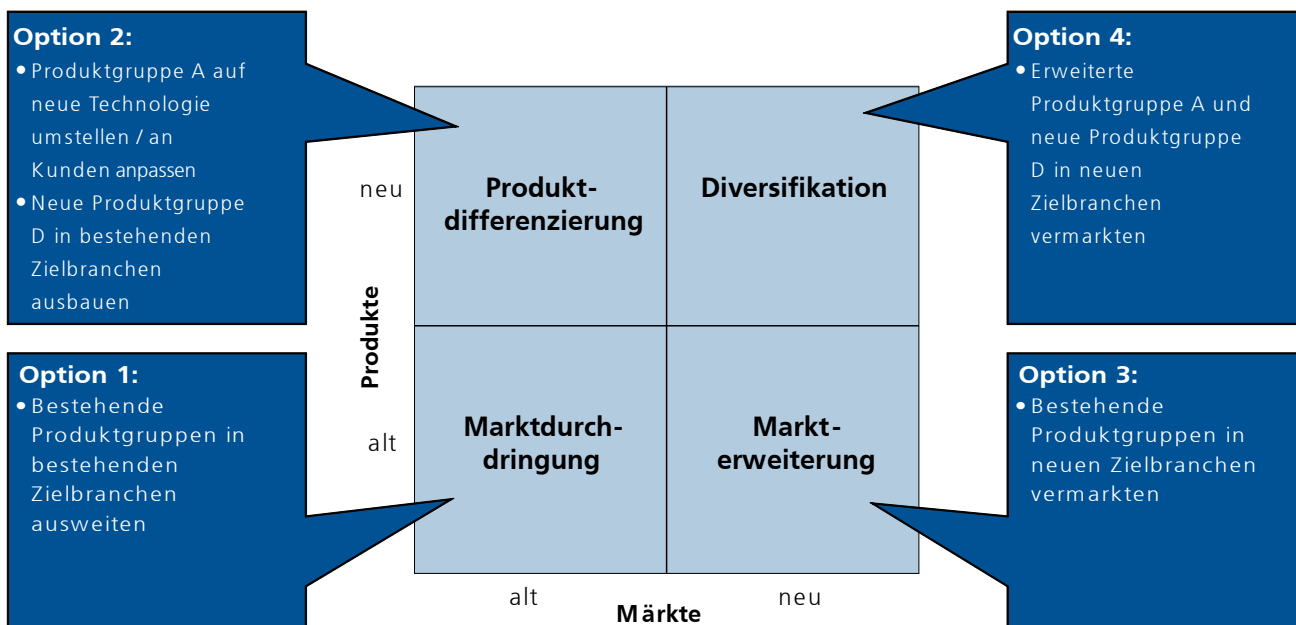 Option 2:
• Produktgruppe A auf
neue Technologie
umstellen / an
Kunden anpassen
• Neue Produktgruppe
D in bestehenden
Zielbranchen
ausbauen
Option 4:
• Erweiterte
Produktgruppe A und
neue Produktgruppe
D in neuen
Zielbranchen
vermarkten
Produkte
neu
Produkt-
differenzierung
Diversifikation
alt
Marktdurch-
dringung
Markt-
erweiterung
Option 1:
• Bestehende
Produktgruppen in
bestehenden
Zielbranchen
ausweiten
Option 3:
• Bestehende
Produktgruppen in
neuen Zielbranchen
vermarkten
alt
neu
Märkte